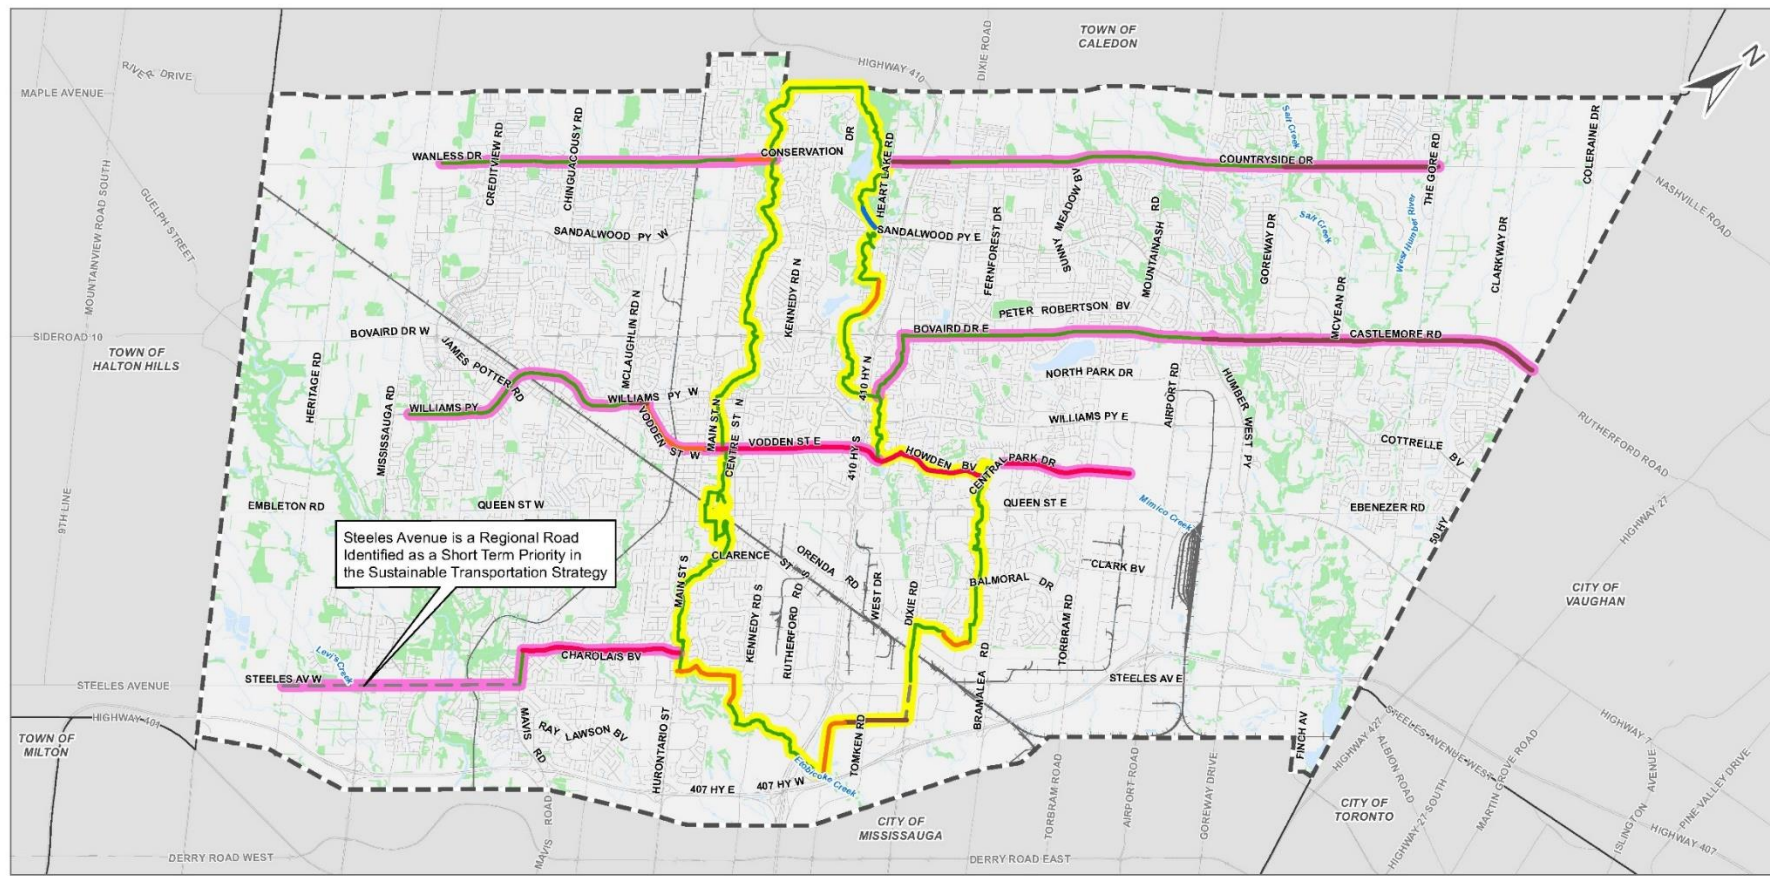 TOWN OF
CALEDON
N
RIVER DRIVE
MAPLE AVENUE
HIGHWAY 410
DIXIE ROAD
WANLESS DR
CREDITVIEW RD
CHINGUACOUSY RD
CONSERVATION DR
HEART LAKE RD
COUNTRYSIDE DR
Salt Creek
THE GORE RD
COLERAINE DR
NASHVILLE ROAD
MOUNTAINVIEW ROAD SOUTH
GUELPH STREET
SANDALWOOD PY W
SANDALWOOD PY E
KENNEDY RD N
FERNFOREST DR
SUNNY MEADOW BV
MOUNTAINASH RD
GOREWAY DR
Salt Creek
West Humber River
CLARKWAY DR
MCVEAN DR
SIDEROAD 10
TOWN OF
HALTON HILLS
BOVAIRD DR W
JAMES POTTER RD
MCLAUGHLIN RD N
BOVAIRD DR E
PETER ROBERTSON BV
CASTLEMORE RD
HERITAGE RD
MISSISSAUGA RD
WILLIAMS PY
WILLIAMS PY W
VODDEN ST W
MAIN ST N
CENTRE ST N
VODDEN ST E
410 HY N
410 HY S
NORTH PARK DR
WILLIAMS PY E
AIRPORT RD
HUMBER WEST PY
COTTRELLE BV
RUTHERFORD ROAD
HOWDEN BV
CENTRAL PARK DR
9TH LINE
EMBLETON RD
QUEEN ST W
QUEEN ST E
Mimico Creek
EBENEZER RD
50 HY
HIGHWAY 27
Steeles Avenue is a Regional Road
Identified as a Short Term Priority in
the Sustainable Transportation Strategy
CLARENCE ST S
ORENDA RD
MAIN ST S
KENNEDY RD S
RUTHERFORD RD
WEST DR
DIXIE RD
BALMORAL DR
CLARK BV
TORBRAM RD
BRAMALEA RD
CITY OF
VAUGHAN
Levi's Creek
CHAROLAIS BV
STEELES AVENUE
STEELES AV W
STEELES AV E
HIGHWAY 401
TOWN OF
MILTON
MAVIS RD
RAY LAWSON BV
HURONTARIO ST
407 HY E
407 HY W
Etobicoke Creek
TOMKEN RD
FINCH AV
HIGHWAY 427
STEELES AVENUE WEST
ALBION ROAD
HIGHWAY 7
MARTIN GROVE ROAD
ISLINGTON AVENUE
PINE VALLEY DRIVE
HIGHWAY 27 SOUTH
HIGHWAY 407
CITY OF
MISSISSAUGA
CITY OF
TORONTO
TORBRAM ROAD
AIRPORT ROAD
GOREWAY DRIVE
MAVIS ROAD
DERRY ROAD WEST
DERRY ROAD EAST